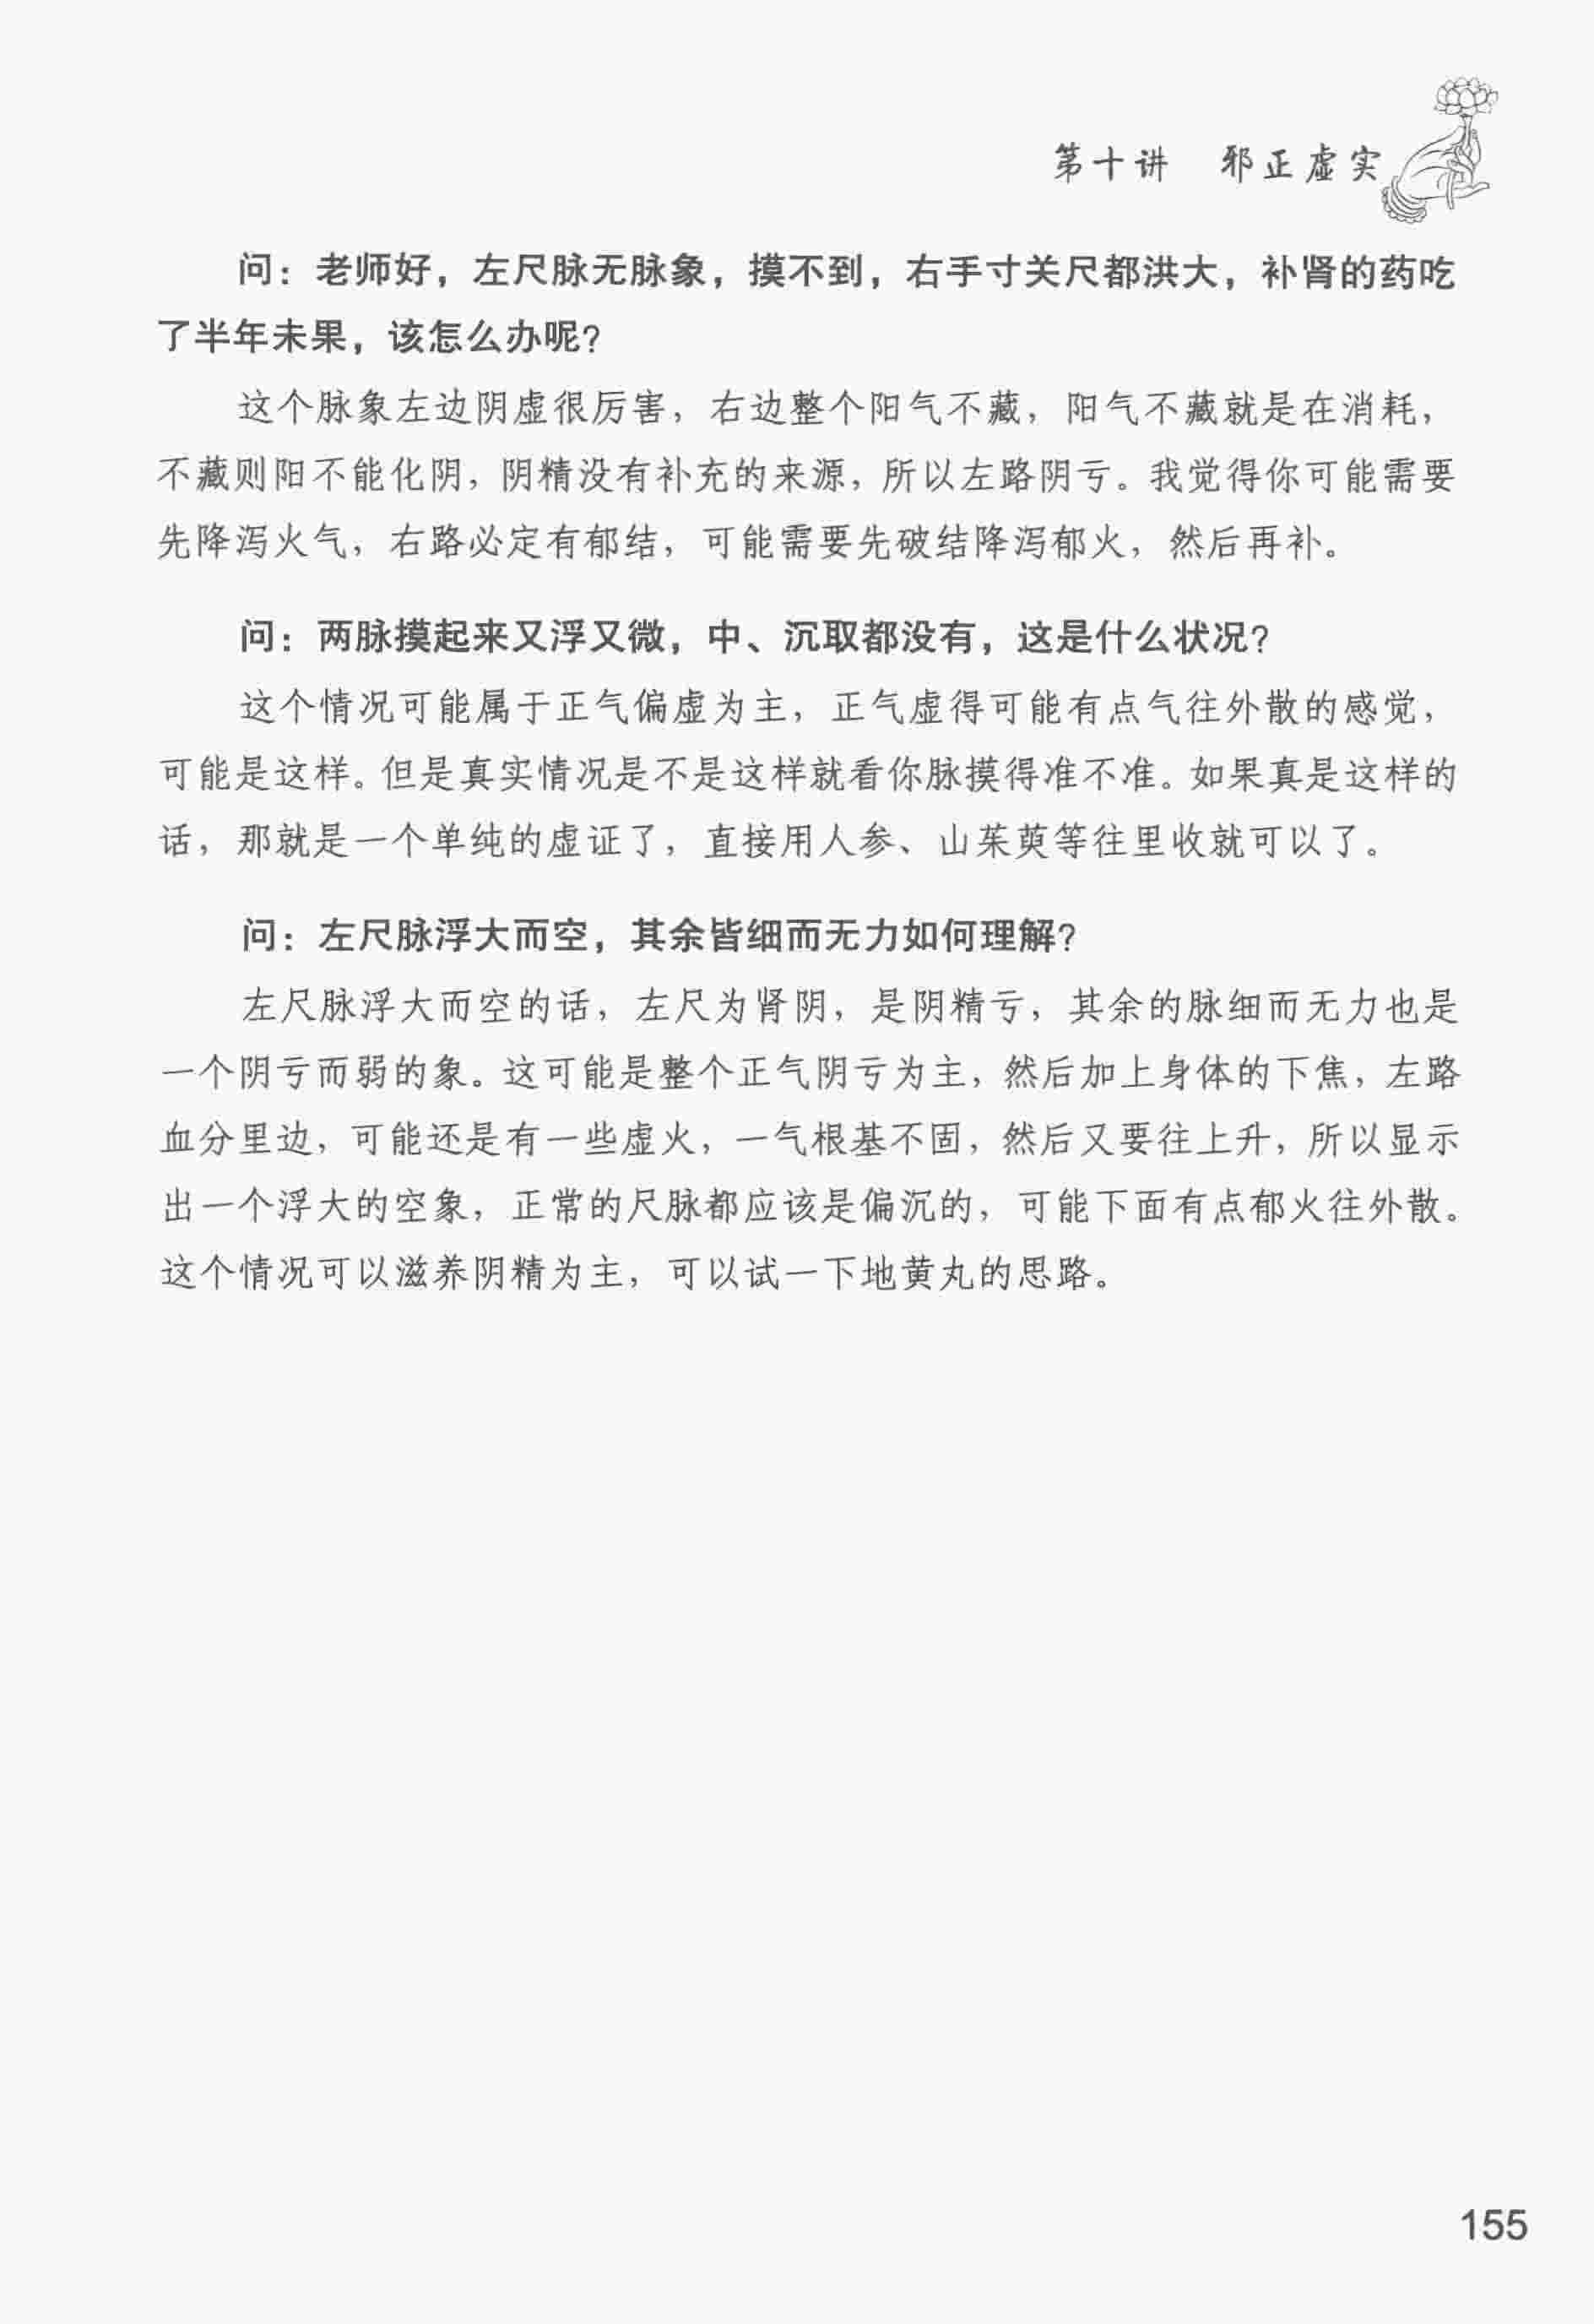 第十讲 邪正虚实
问：老师好，左尺脉无脉象，摸不到，右手寸关尺都洪大，补肾的药吃
了半年未果，该怎么办呢？
这个脉象左边阴虚很厉害，右边整个阳气不藏，阳气不藏就是在消耗，
不藏则阳不能化阴，阴精没有补充的来源，所以左路阴亏。我觉得你可能需要
先降泻火气，右路必定有郁结，可能需要先破结降泻郁火，然后再补。
问：两脉摸起来又浮又微，中、沉取都没有，这是什么状况？
这个情况可能属于正气偏虚为主，正气虚得可能有点气往外散的感觉，
可能是这样。但是真实情况是不是这样就看你脉摸得准不准。如果真是这样的
话，那就是一个单纯的虚证了，直接用人参、山茱萸等往里收就可以了。
问：左尺脉浮大而空，其余皆细而无力如何理解？
左尺脉浮大而空的话，左尺为肾阴，是阴精亏，其余的脉细而无力也是
一个阴亏而弱的象。这可能是整个正气阴亏为主，然后加上身体的下焦，左路
血分里边，可能还是有一些虚火，一气根基不固，然后又要往上升，所以显示
出一个浮大的空象，正常的尺脉都应该是偏沉的，可能下面有点郁火往外散。
这个情况可以滋养阴精为主，可以试一下地黄丸的思路。
155